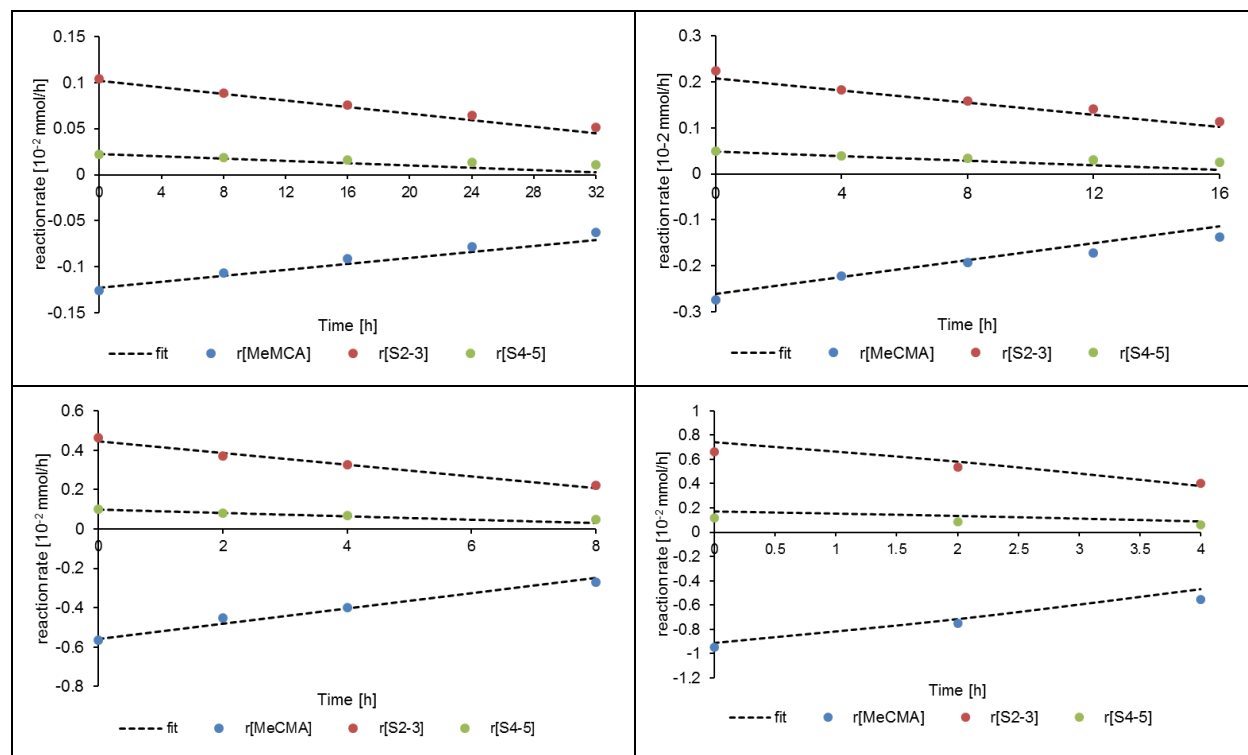 reaction rate [10-2 mmol/h]
0.15
0.1
0.05
0
-0.05
-0.1
-0.15
0 4 8 12 16 20 24 28 32
Time [h]
fit r[MeMCA] r[S2-3] r[S4-5]
reaction rate [10-2 mmol/h]
0.3
0.2
0.1
0
-0.1
-0.2
-0.3
0 4 8 12 16
Time [h]
fit r[MeCMA] r[S2-3] r[S4-5]
reaction rate [10-2 mmol/h]
0.6
0.4
0.2
0
-0.2
-0.4
-0.6
-0.8
0 2 4 6 8
Time [h]
fit r[MeCMA] r[S2-3] r[S4-5]
reaction rate [10-2 mmol/h]
1
0.8
0.6
0.4
0.2
0
-0.2
-0.4
-0.6
-0.8
-1
-1.2
0 0.5 1 1.5 2 2.5 3 3.5 4
Time [h]
fit r[MeCMA] r[S2-3] r[S4-5]